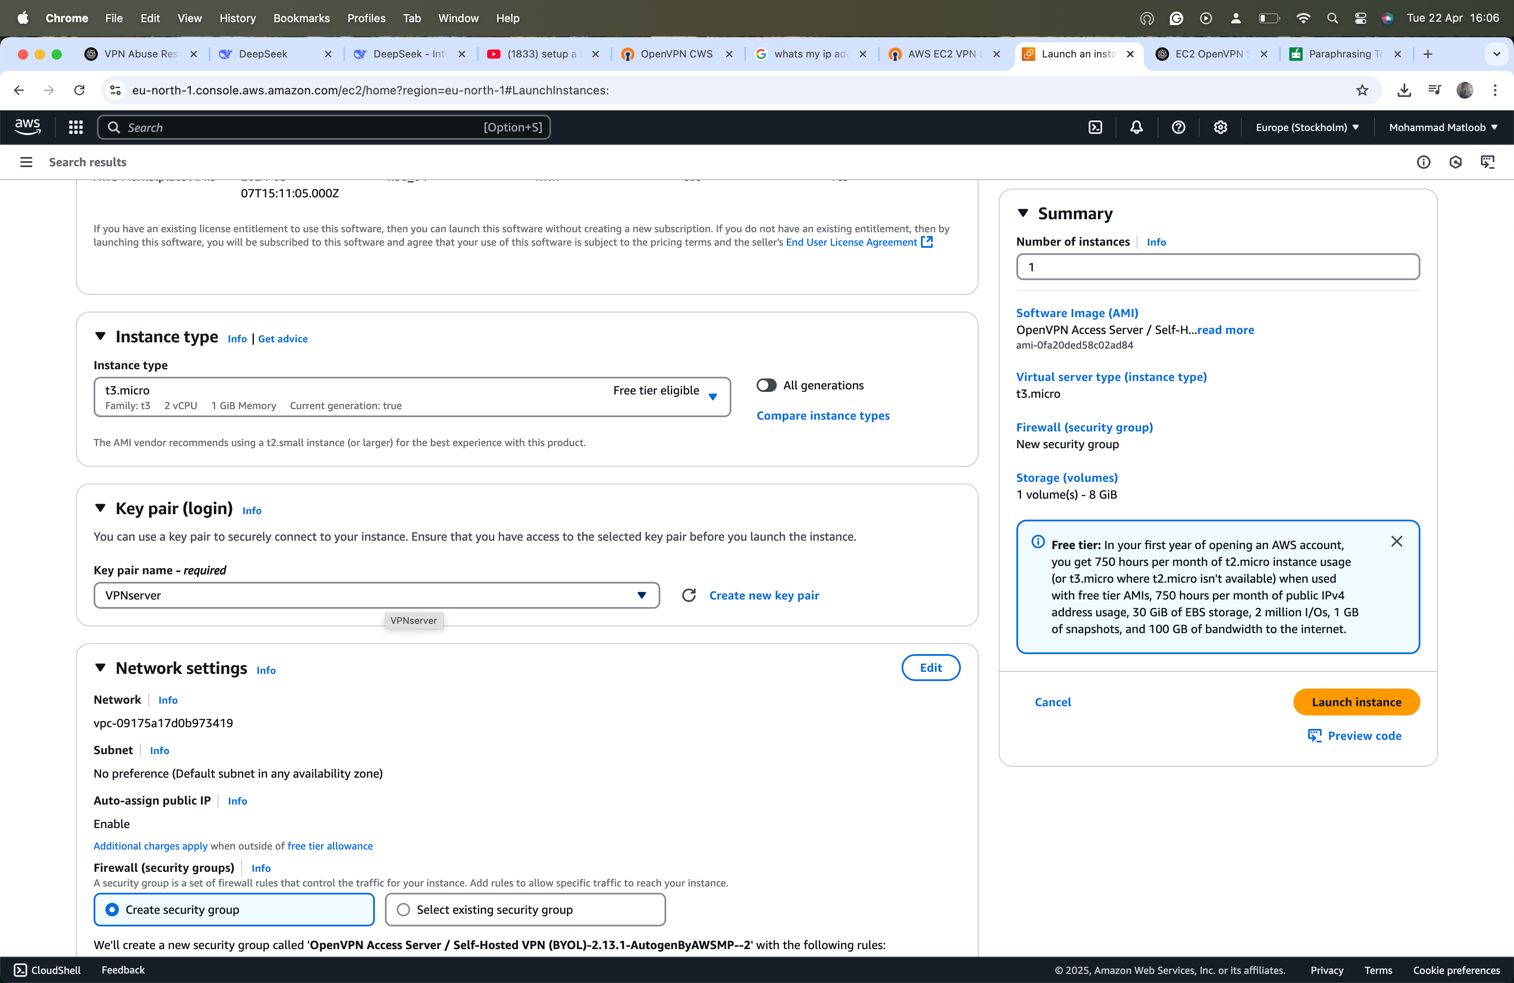 Chrome File Edit View History Bookmarks Profiles Tab Window Help Tue 22 Apr 16:06
VPN Abuse Res DeepSeek DeepSeek - Int (1833) setup a OpenVPN CWS whats my ip ad AWS EC2 VPN Launch an insta EC2 OpenVPN S Paraphrasing T
eu-north-1.console.aws.amazon.com/ec2/home?region=eu-north-1#LaunchInstances:
aws Search [Option+S] Europe (Stockholm) Mohammad Matloob
Search results
07T15:11:05.000Z
If you have an existing license entitlement to use this software, then you can launch this software without creating a new subscription. If you do not have an existing entitlement, then by
launching this software, you will be subscribed to this software and agree that your use of this software is subject to the pricing terms and the seller's End User License Agreement
Instance type Info | Get advice
Instance type
t3.micro Free tier eligible
Family: t3 2 vCPU 1 GiB Memory Current generation: true
All generations
Compare instance types
The AMI vendor recommends using a t2.small instance (or larger) for the best experience with this product.
Key pair (login) Info
You can use a key pair to securely connect to your instance. Ensure that you have access to the selected key pair before you launch the instance.
Key pair name - required
VPNserver
Create new key pair
VPNserver
Network settings Info
Edit
Network Info
vpc-09175a17d0b973419
Subnet Info
No preference (Default subnet in any availability zone)
Auto-assign public IP Info
Enable
Additional charges apply when outside of free tier allowance
Firewall (security groups) Info
A security group is a set of firewall rules that control the traffic for your instance. Add rules to allow specific traffic to reach your instance.
Create security group
Select existing security group
We'll create a new security group called 'OpenVPN Access Server / Self-Hosted VPN (BYOL)-2.13.1-AutogenByAWSMP--2' with the following rules:
Summary
Number of instances Info
1
Software Image (AMI)
OpenVPN Access Server / Self-H...read more
ami-0fa20ded58c02ad84
Virtual server type (instance type)
t3.micro
Firewall (security group)
New security group
Storage (volumes)
1 volume(s) - 8 GiB
Free tier: In your first year of opening an AWS account,
you get 750 hours per month of t2.micro instance usage
(or t3.micro where t2.micro isn't available) when used
with free tier AMIs, 750 hours per month of public IPv4
address usage, 30 GiB of EBS storage, 2 million I/Os, 1 GB
of snapshots, and 100 GB of bandwidth to the internet.
Cancel
Launch instance
Preview code
CloudShell Feedback © 2025, Amazon Web Services, Inc. or its affiliates. Privacy Terms Cookie preferences